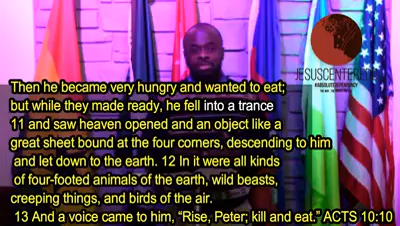 JESUSCENTERED
#ABSOLUTEDEPENDENCY
Then he became very hungry and wanted to eat;
but while they made ready, he fell into a trance
11 and saw heaven opened and an object like a
great sheet bound at the four corners, descending to him
and let down to the earth. 12 In it were all kinds
of four-footed animals of the earth, wild beasts,
creeping things, and birds of the air.
13 And a voice came to him, “Rise, Peter; kill and eat.” ACTS 10:10